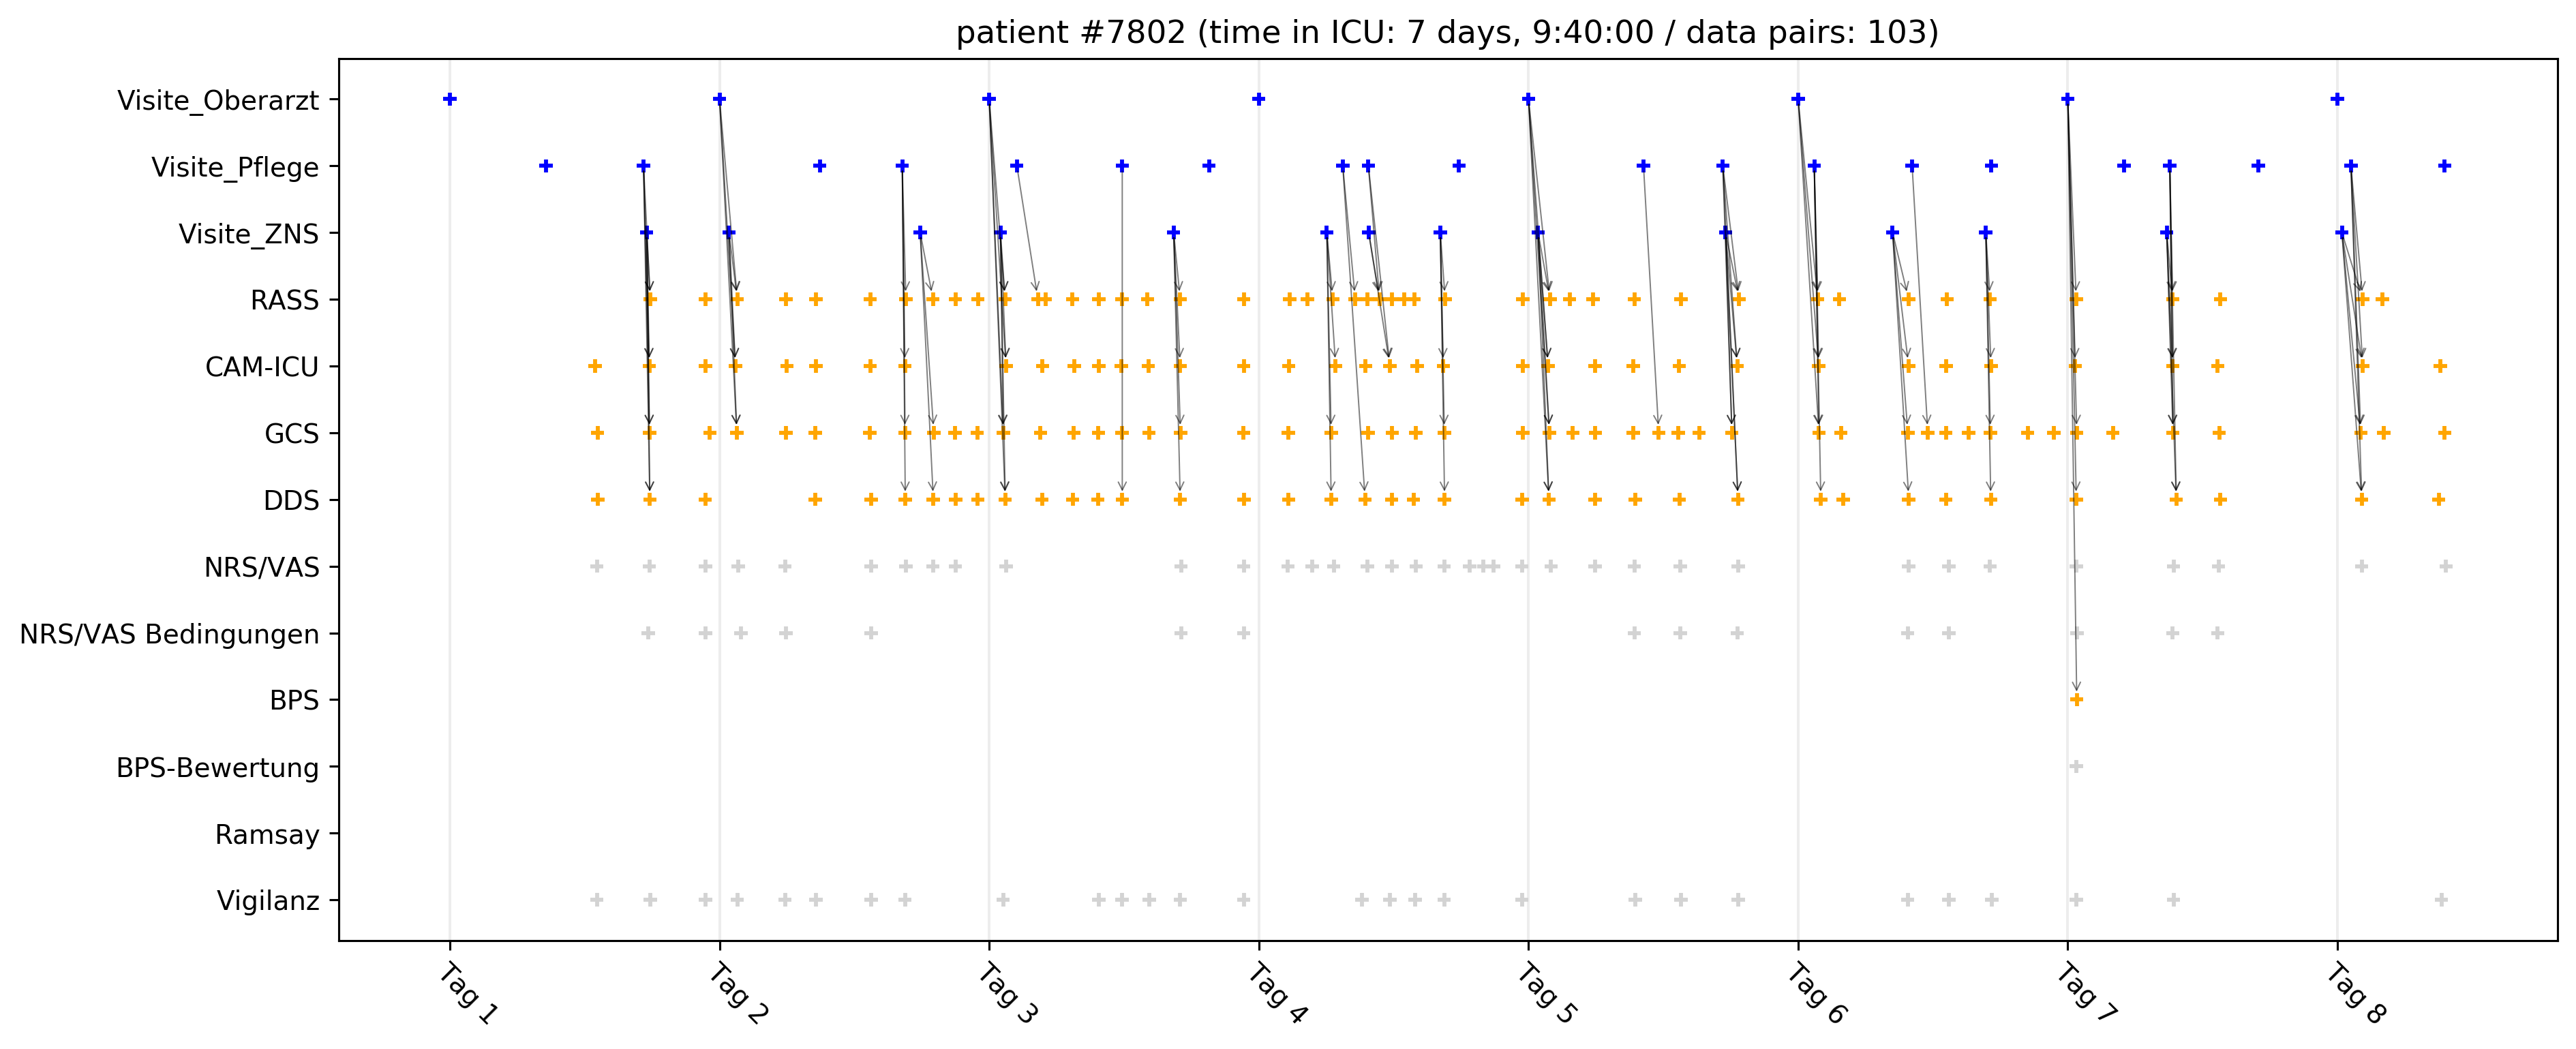 patient #7802 (time in ICU: 7 days, 9:40:00 / data pairs: 103)
Visite_Oberarzt
Visite_Pflege
Visite_ZNS
RASS
CAM-ICU
GCS
DDS
NRS/VAS
NRS/VAS Bedingungen
BPS
BPS-Bewertung
Ramsay
Vigilanz
Tag 1
Tag 2
Tag 3
Tag 4
Tag 5
Tag 6
Tag 7
Tag 8